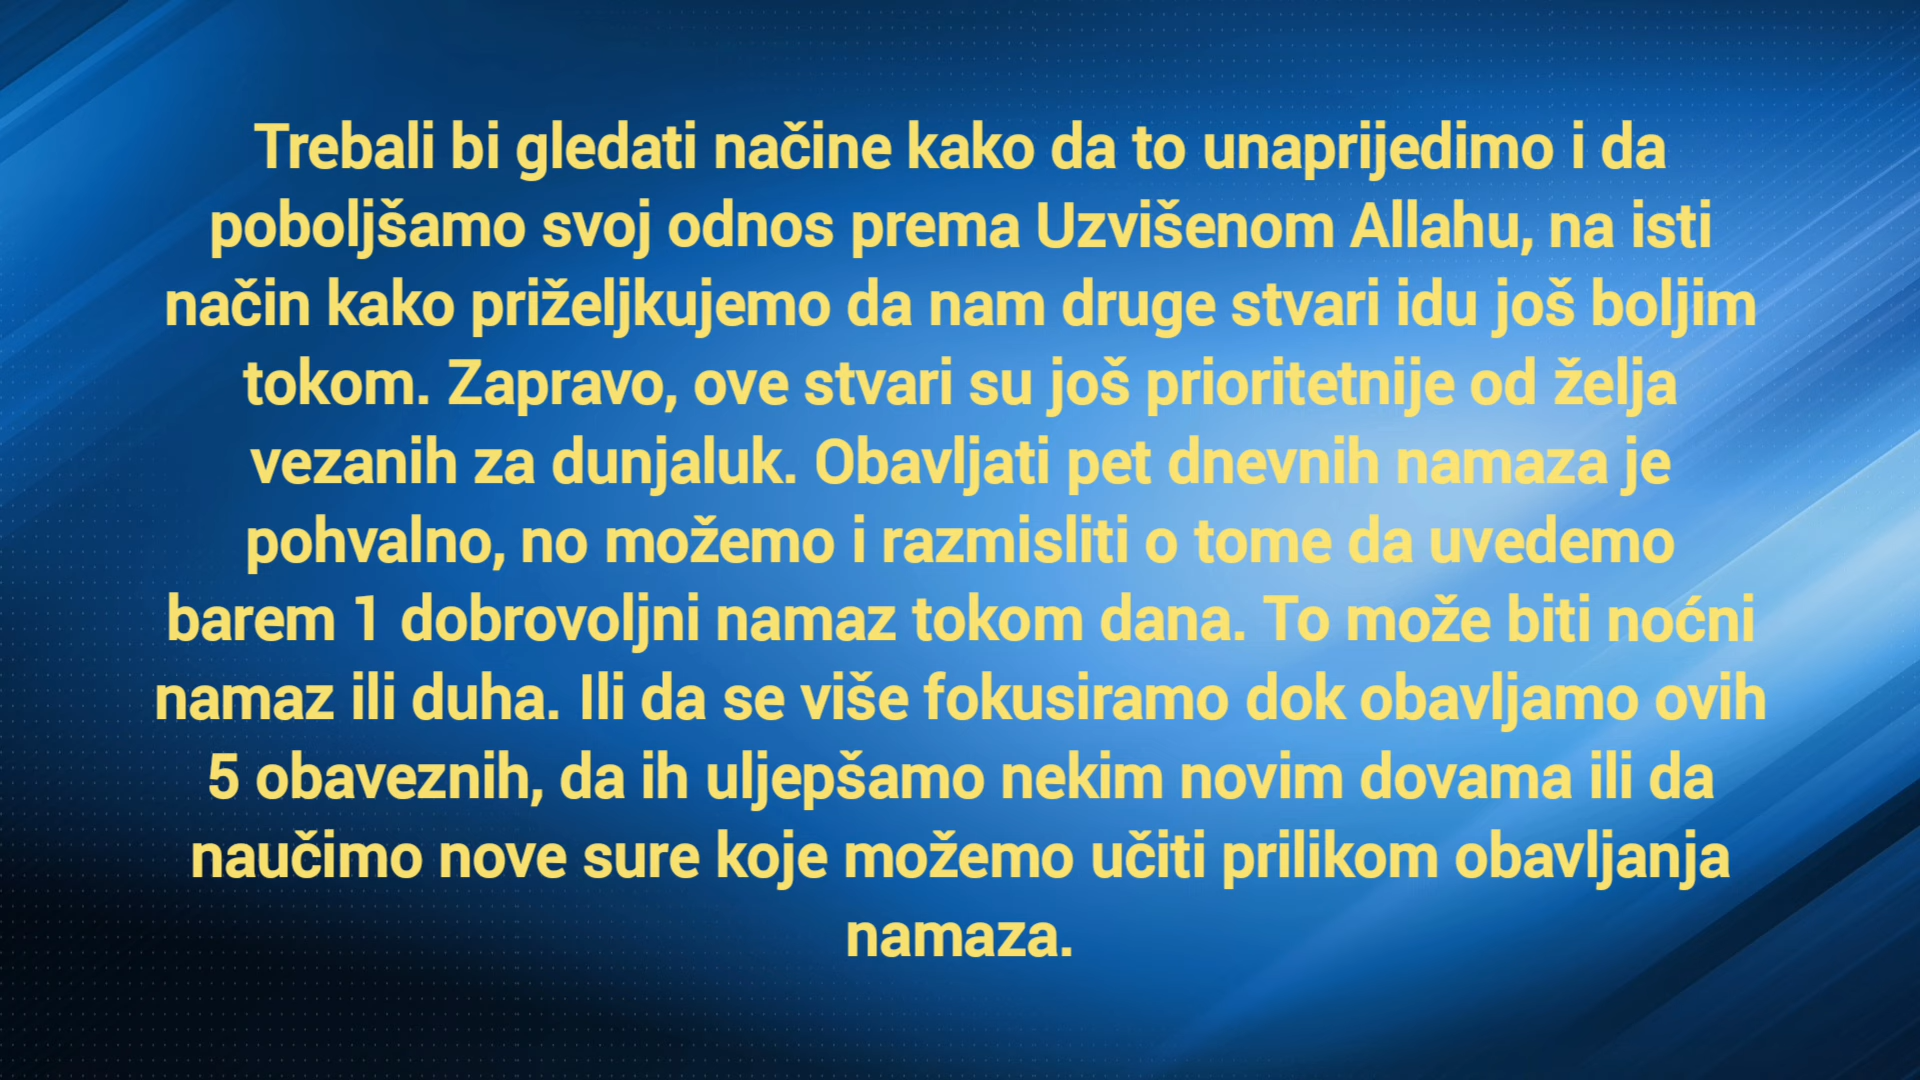 Trebali bi gledati načine kako da to unaprijedimo i da
poboljšamo svoj odnos prema Uzvišenom Allahu, na isti
način kako priželjkujemo da nam druge stvari idu još boljim
tokom. Zapravo, ove stvari su još prioritetnije od želja
vezanih za dunjaluk. Obavljati pet dnevnih namaza je
pohvalno, no možemo i razmisliti o tome da uvedemo
barem 1 dobrovoljni namaz tokom dana. To može biti noćni
namaz ili duha. Ili da se više fokusiramo dok obavljamo ovih
5 obaveznih, da ih uljepšamo nekim novim dovama ili da
naučimo nove sure koje možemo učiti prilikom obavljanja
namaza.